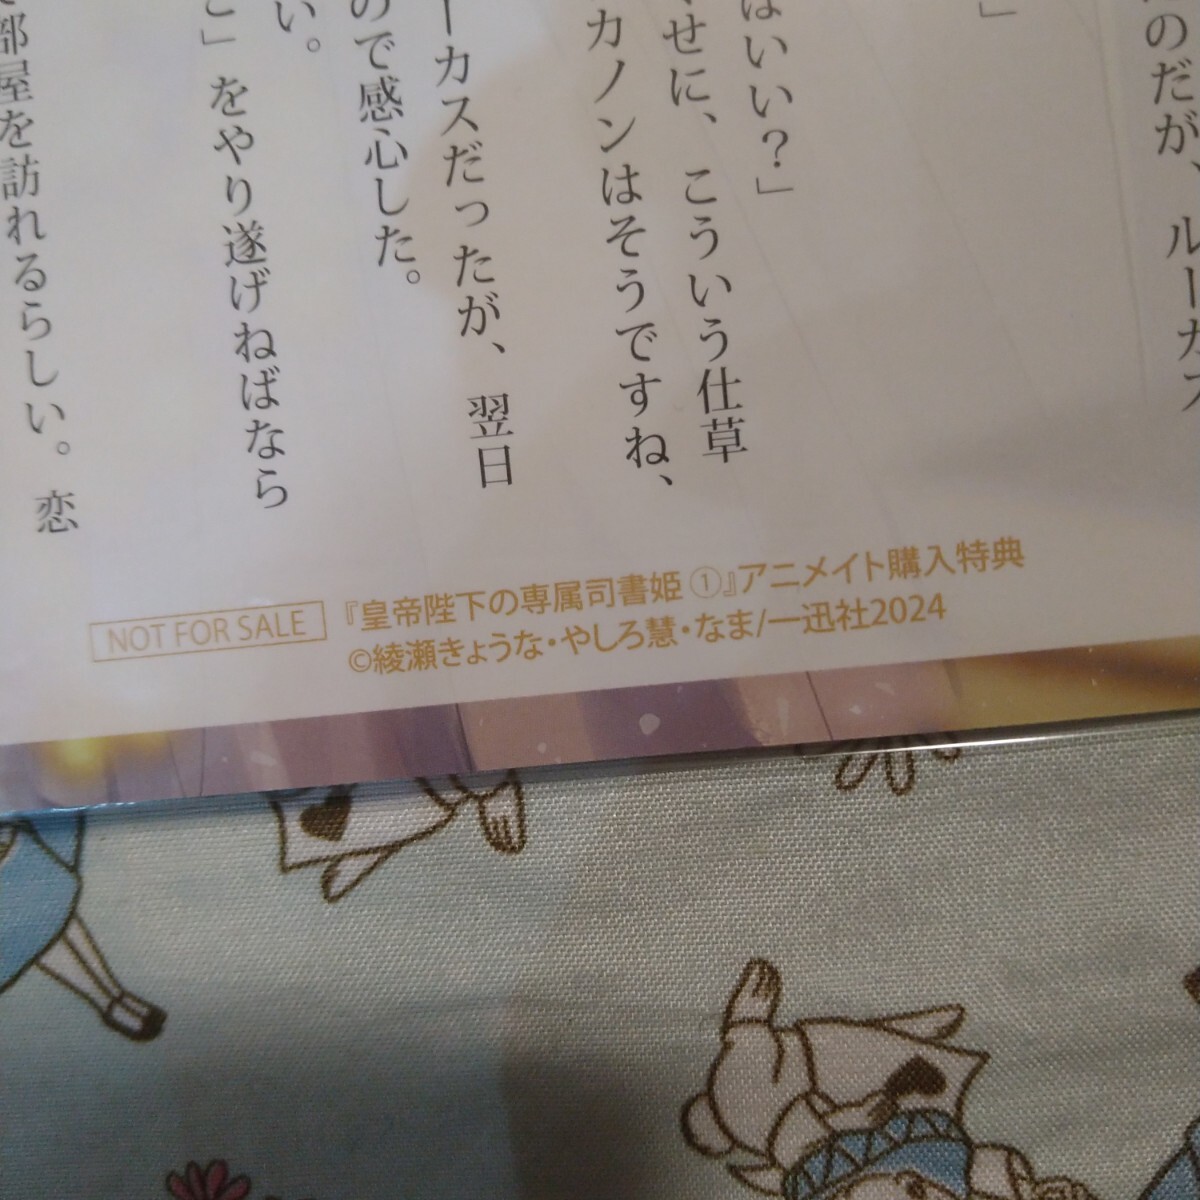 」
のだが、ルーカス
はいい？」
せに、こういう仕草
カノンはそうですね、
ーカスだったが、翌日
ので感心した。
い。
」をやり遂げねばなら
部屋を訪れるらしい。恋
NOT FOR SALE
『皇帝陛下の専属司書姫 ①』アニメイト購入特典
©綾瀬きょうな・やしろ慧・なま/一迅社2024